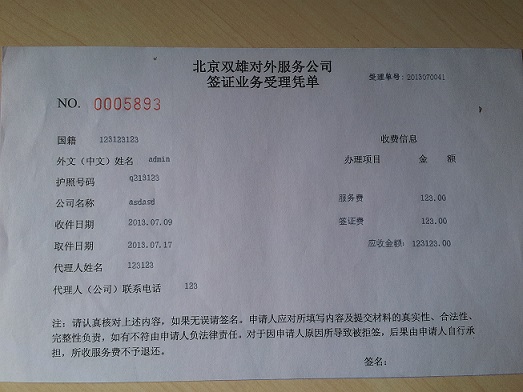 北京双雄对外服务公司
签证业务受理凭单
受理单号: 2013070041
NO. 0005893
国籍 123123123
收费信息
外文（中文）姓名 admin
办理项目 金 额
护照号码 q213123
公司名称 asdasd
服务费 123.00
收件日期 2013.07.09
签证费 123.00
取件日期 2013.07.17
应收金额: 123123.00
代理人姓名 123123
代理人（公司）联系电话 123
注：请认真核对上述内容，如果无误请签名。申请人应对所填写内容及提交材料的真实性、合法性、
完整性负责，如有不符由申请人负法律责任。对于因申请人原因所导致被拒签，后果由申请人自行承
担，所收服务费不予退还。
签名：